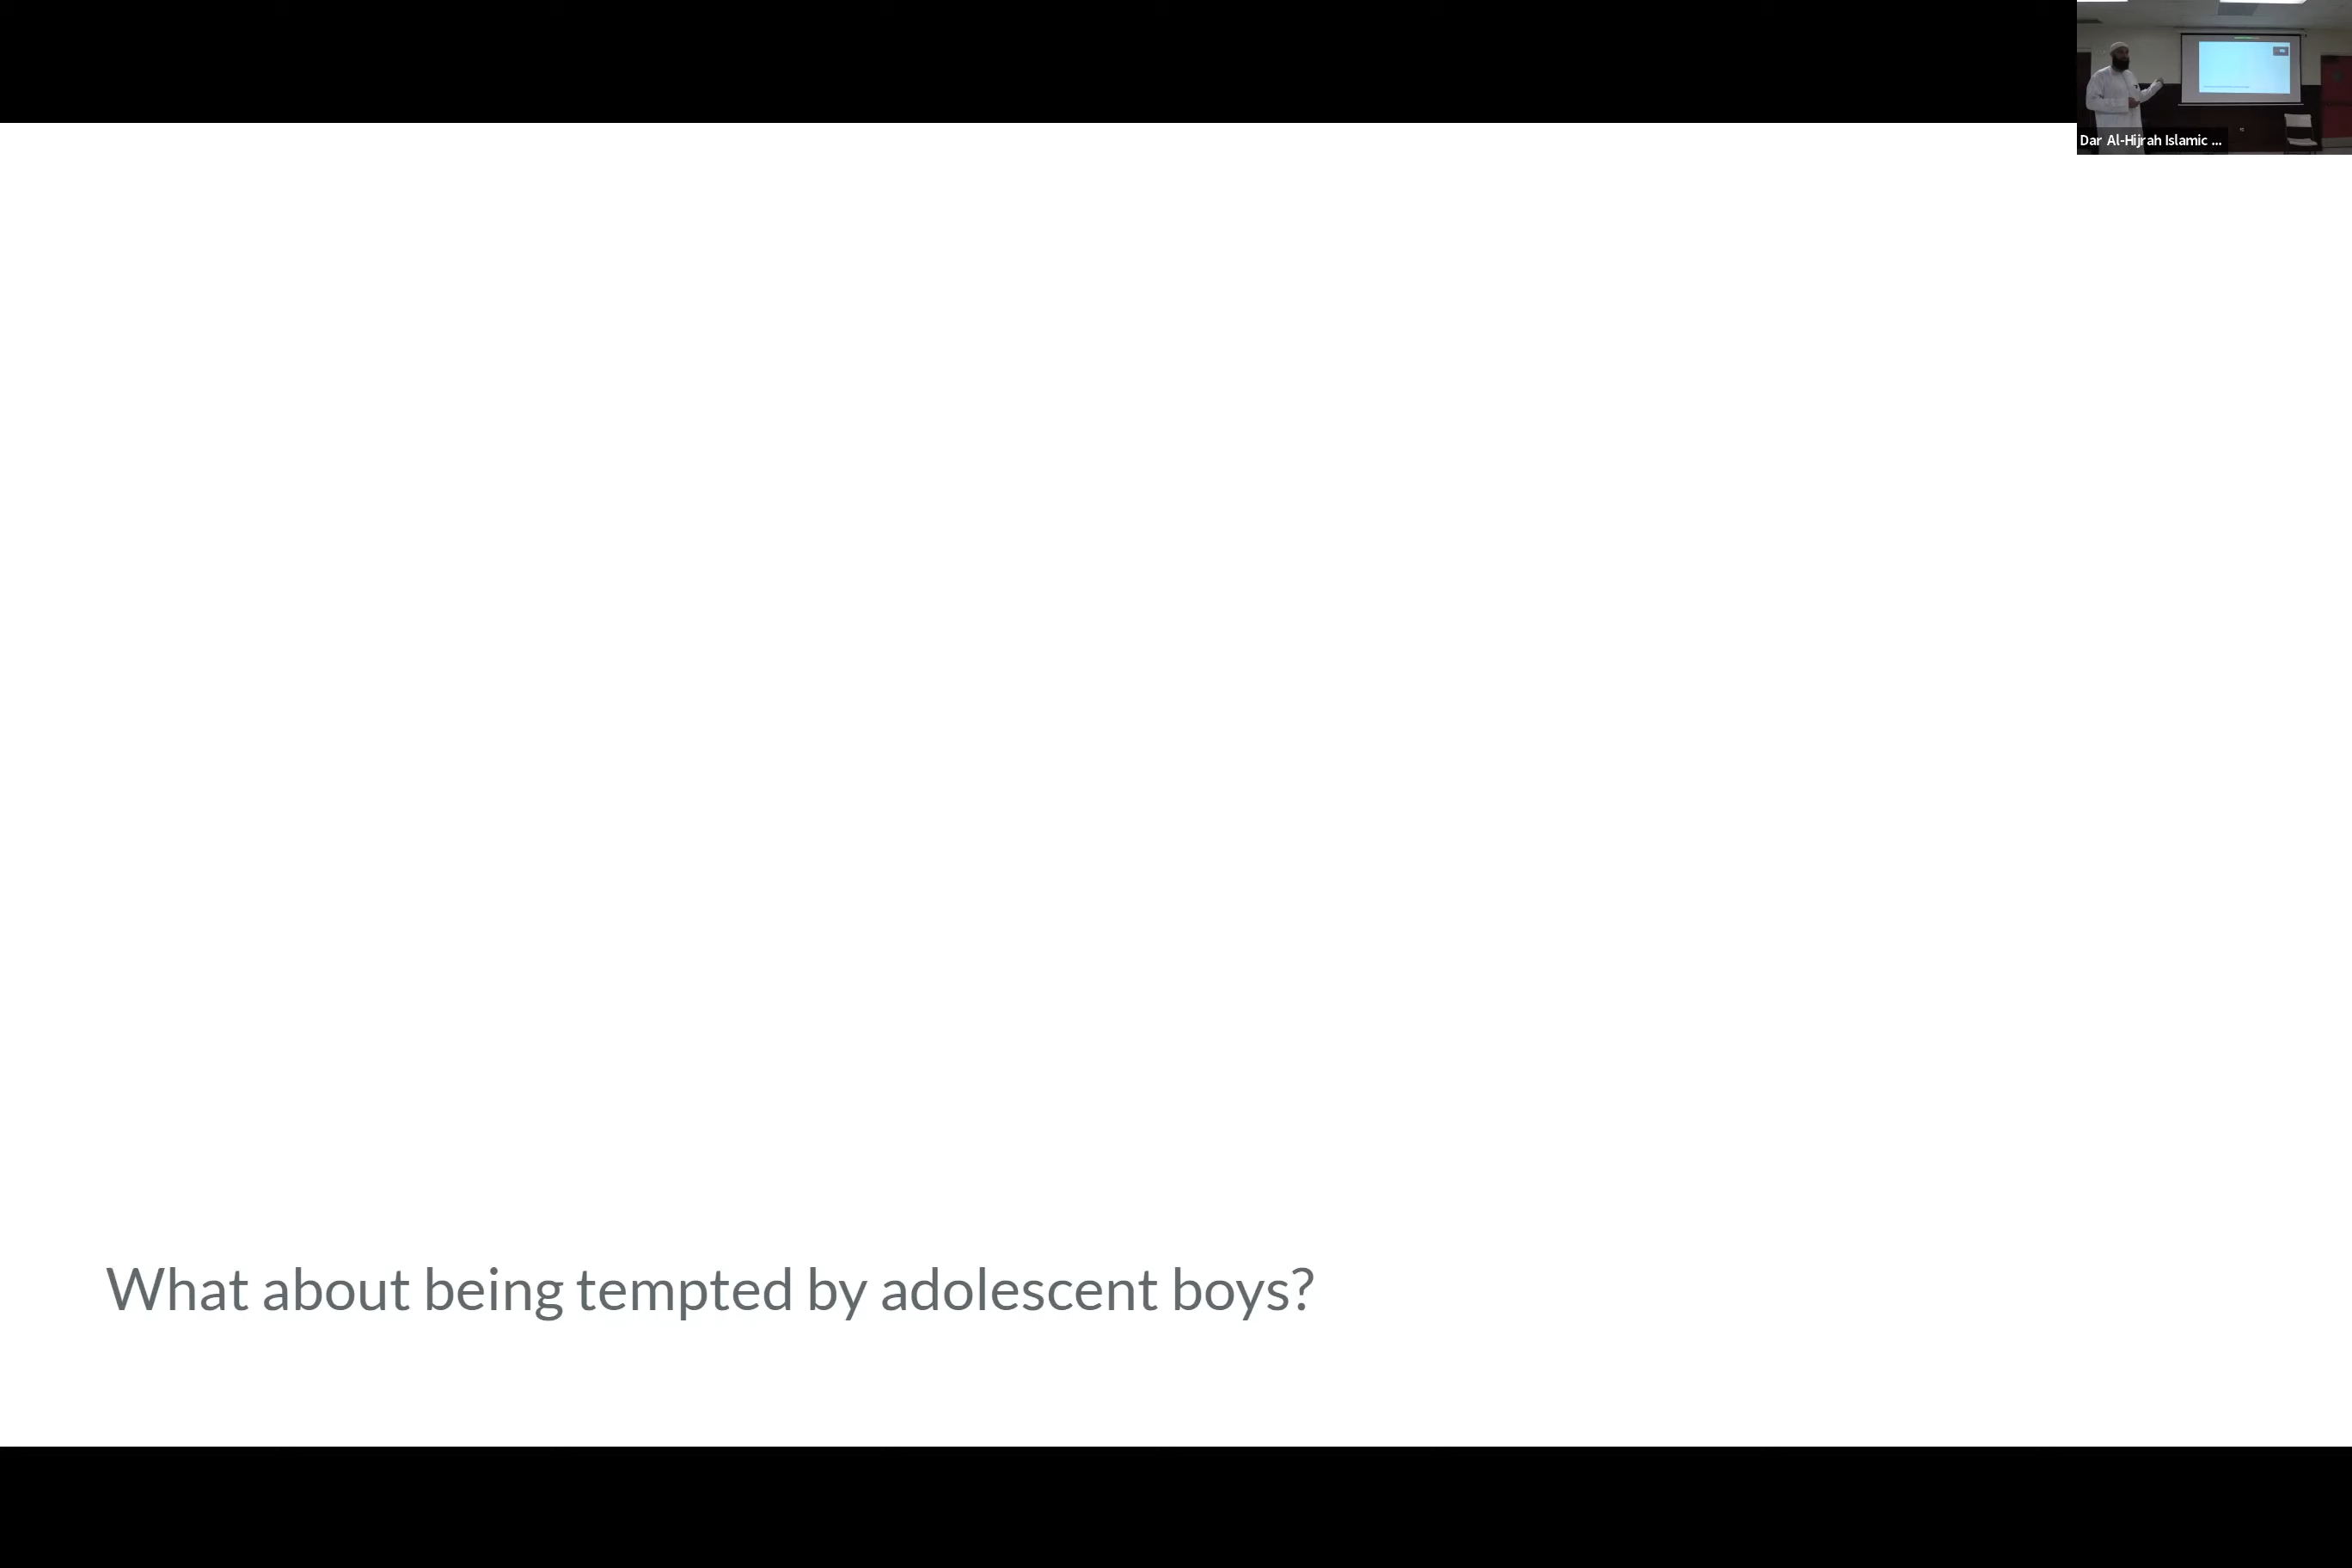 Dar Al-Hijrah Islamic ...
What about being tempted by adolescent boys?